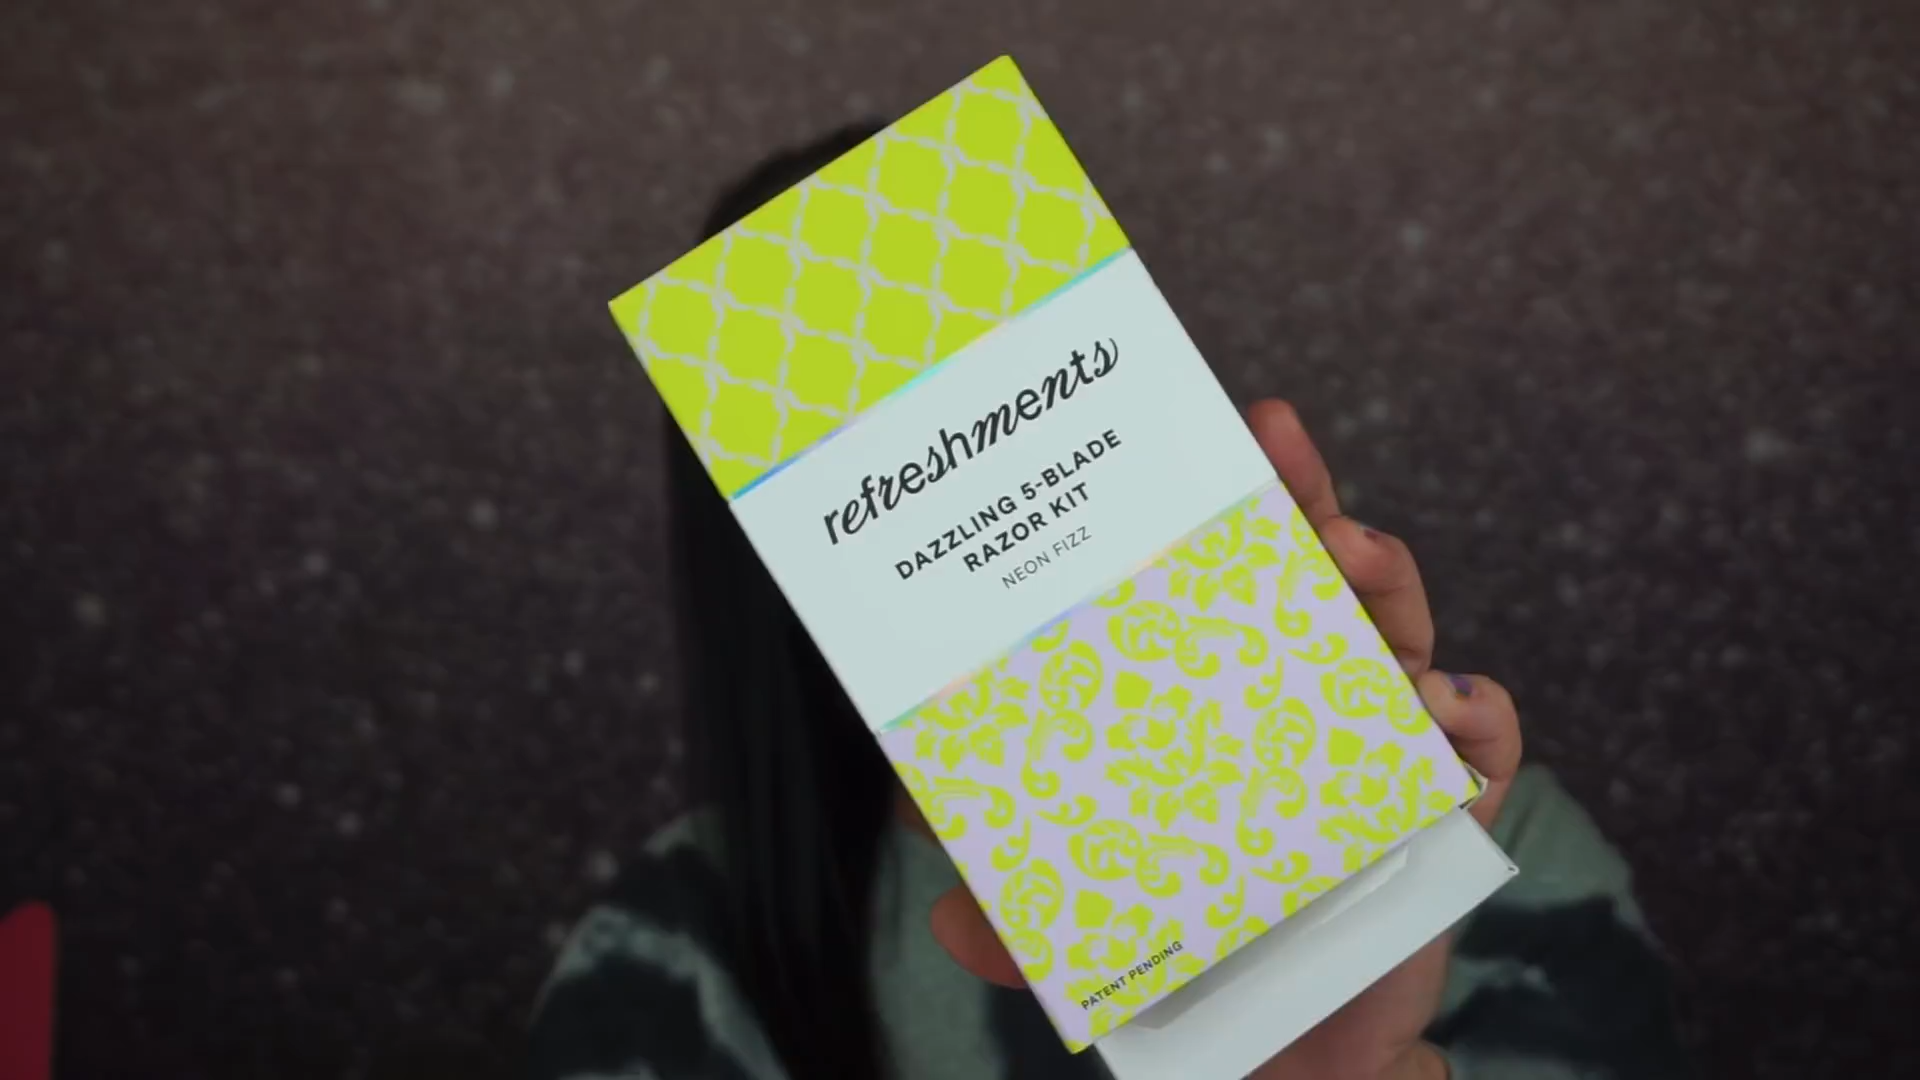 refreshments
DAZZLING 5-BLADE
RAZOR KIT
NEON FIZZ
PATENT PENDING